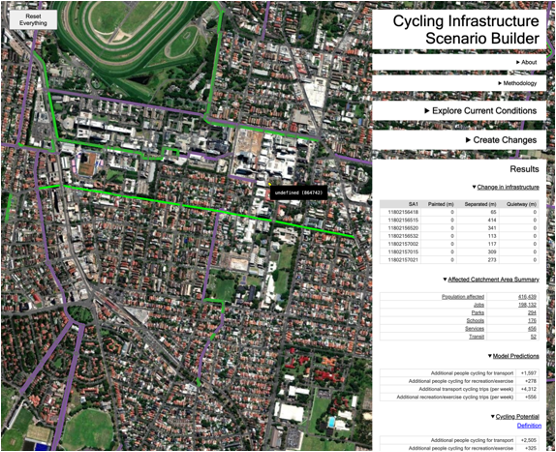 Reset
Everything
Cycling Infrastructure
Scenario Builder
▸ About
▸ Methodology
▸ Explore Current Conditions
▸ Create Changes
Results
▾ Change in infrastructure
SA1 Painted (m) Separated (m) Quietway (m)
11802156418 0 65 0
11802156515 0 414 0
11802156520 0 341 0
11802156532 0 113 0
11802157002 0 117 0
11802157015 0 309 0
11802157021 0 273 0
▾ Affected Catchment Area Summary
Population affected 416,439
Jobs 198,132
Parks 294
Schools 176
Services 456
Transit 52
▾ Model Predictions
Additional people cycling for transport +1,597
Additional people cycling for recreation/exercise +278
Additional transport cycling trips (per week) +4,312
Additional recreation/exercise cycling trips (per week) +556
▾ Cycling Potential
Definition
Additional people cycling for transport +2,505
Additional people cycling for recreation/exercise +325
undefined (864742)